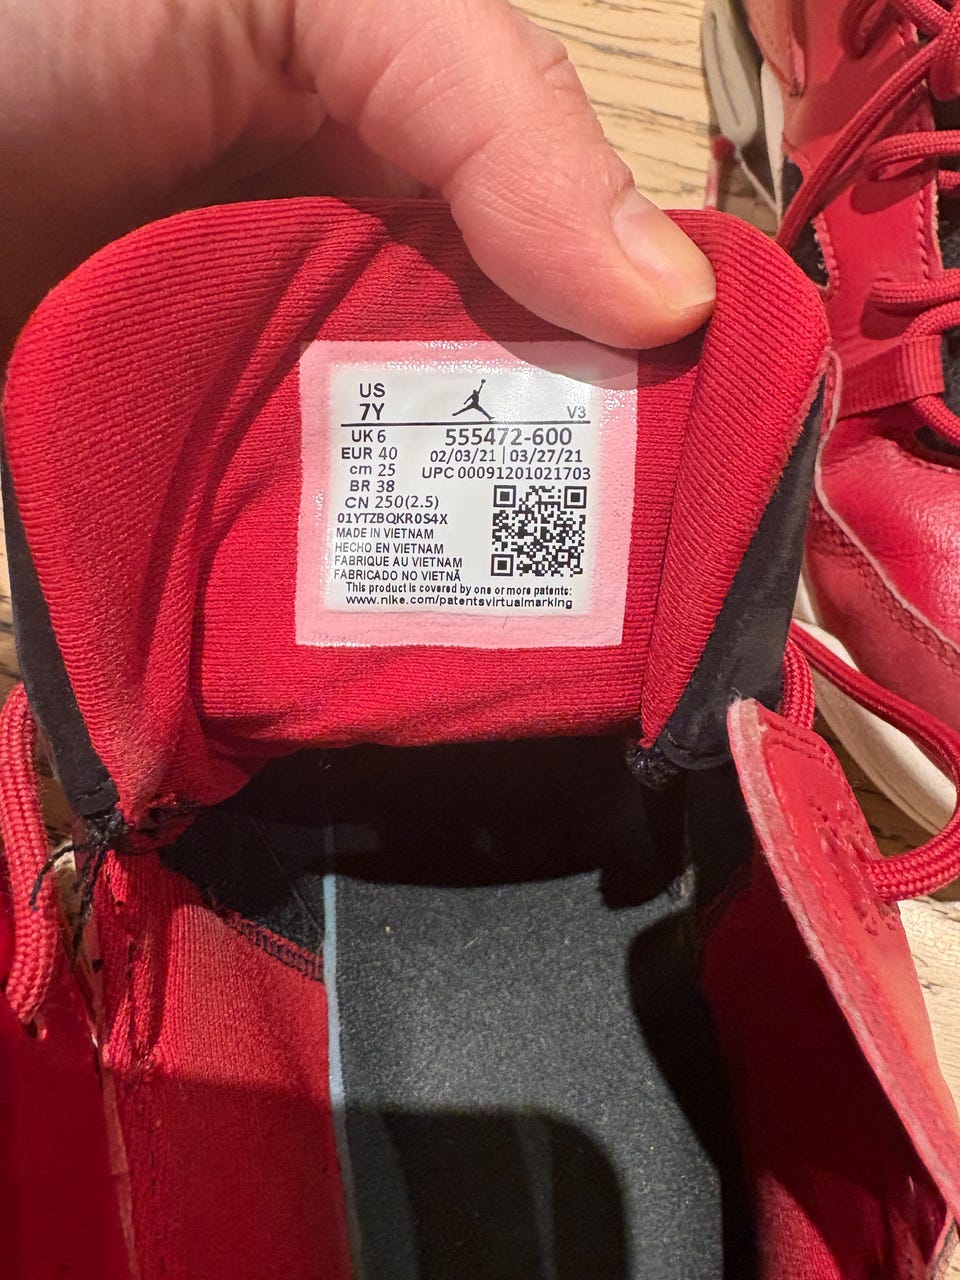 US
7Y
V3
UK 6
555472-600
EUR 40
02/03/21 | 03/27/21
cm 25
UPC 00091201021703
BR 38
CN 250(2.5)
01YTZBQKR0S4X
MADE IN VIETNAM
HECHO EN VIETNAM
FABRIQUE AU VIETNAM
FABRICADO NO VIETNÃ
This product is covered by one or more patents:
www.nike.com/patentsvirtualmarking